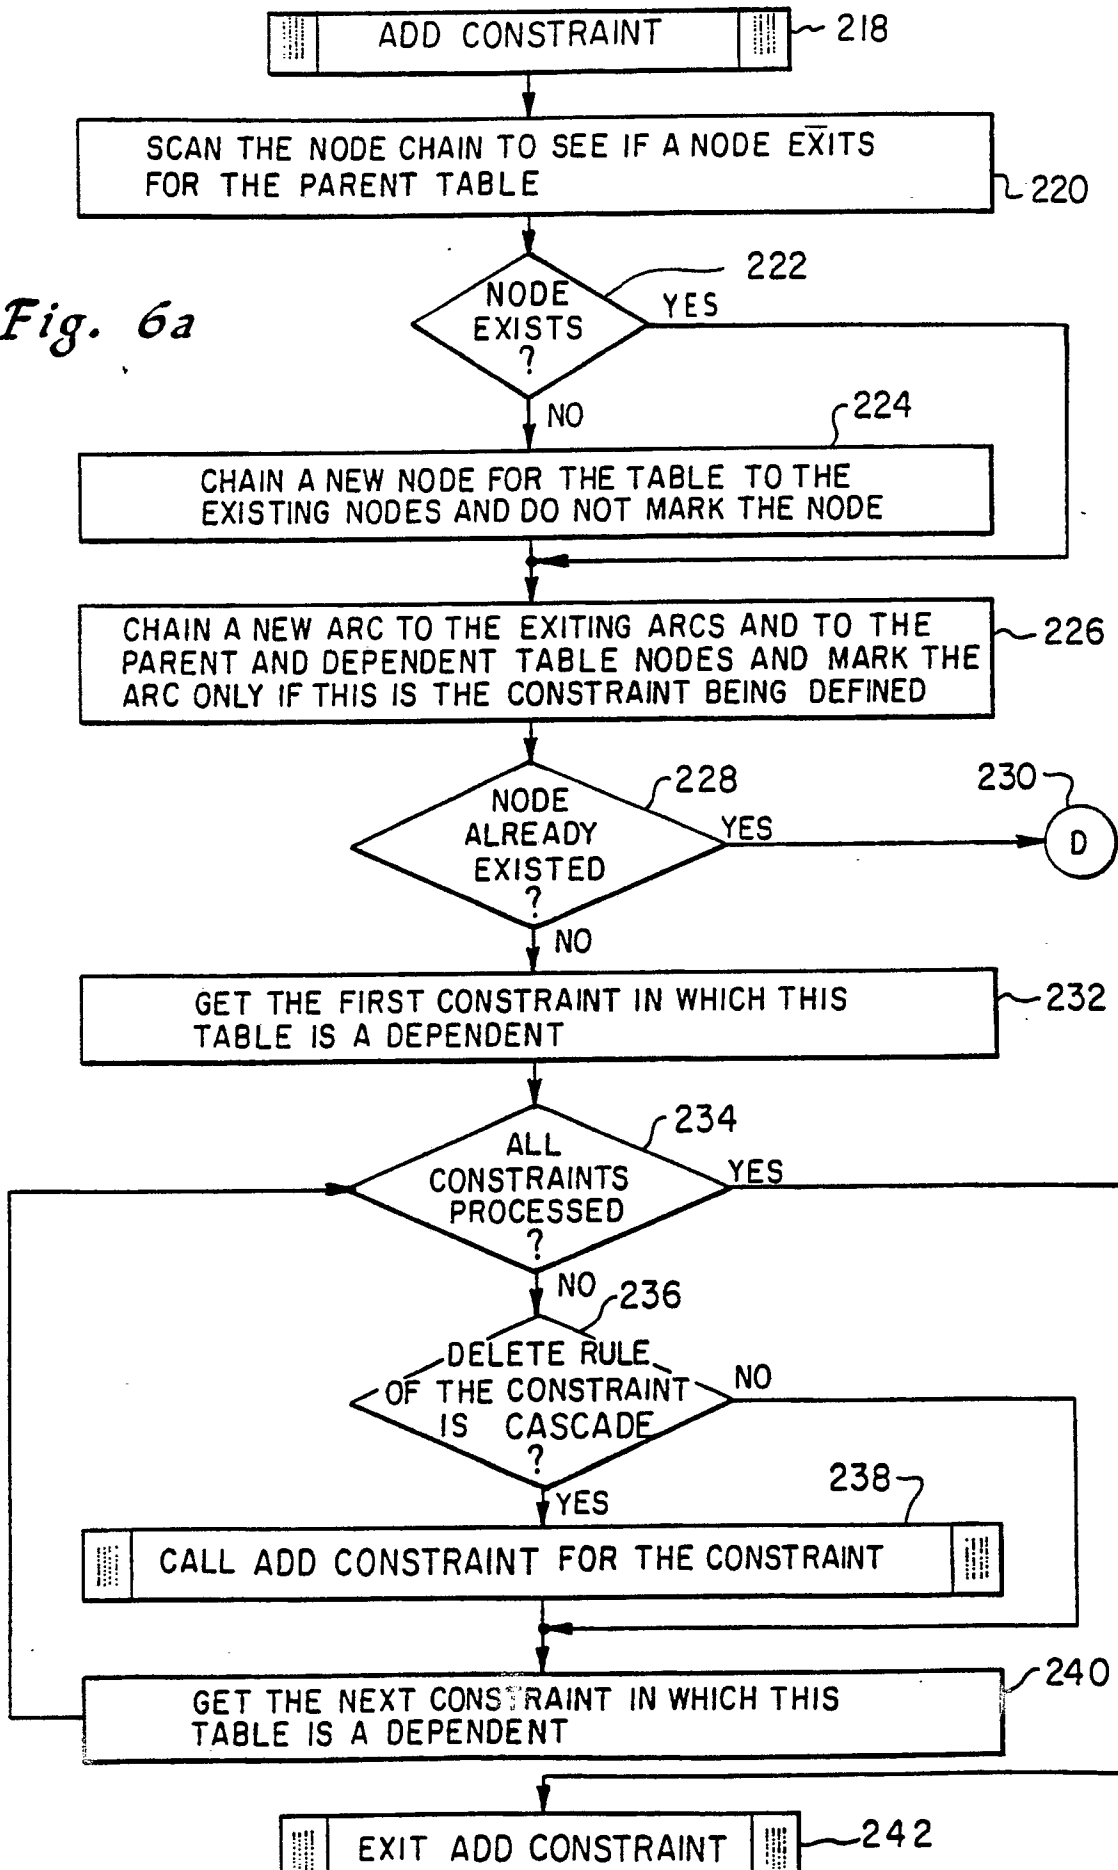 ADD CONSTRAINT
218
SCAN THE NODE CHAIN TO SEE IF A NODE EXITS
FOR THE PARENT TABLE
220
Fig. 6a
222
NODE
EXISTS
?
YES
NO
224
CHAIN A NEW NODE FOR THE TABLE TO THE
EXISTING NODES AND DO NOT MARK THE NODE
CHAIN A NEW ARC TO THE EXITING ARCS AND TO THE
PARENT AND DEPENDENT TABLE NODES AND MARK THE
ARC ONLY IF THIS IS THE CONSTRAINT BEING DEFINED
226
228
NODE
ALREADY
EXISTED
?
YES
230
D
NO
GET THE FIRST CONSTRAINT IN WHICH THIS
TABLE IS A DEPENDENT
232
234
ALL
CONSTRAINTS
PROCESSED
?
YES
NO
236
DELETE RULE
OF THE CONSTRAINT
IS CASCADE
?
NO
YES
238
CALL ADD CONSTRAINT FOR THE CONSTRAINT
240
GET THE NEXT CONSTRAINT IN WHICH THIS
TABLE IS A DEPENDENT
EXIT ADD CONSTRAINT
242